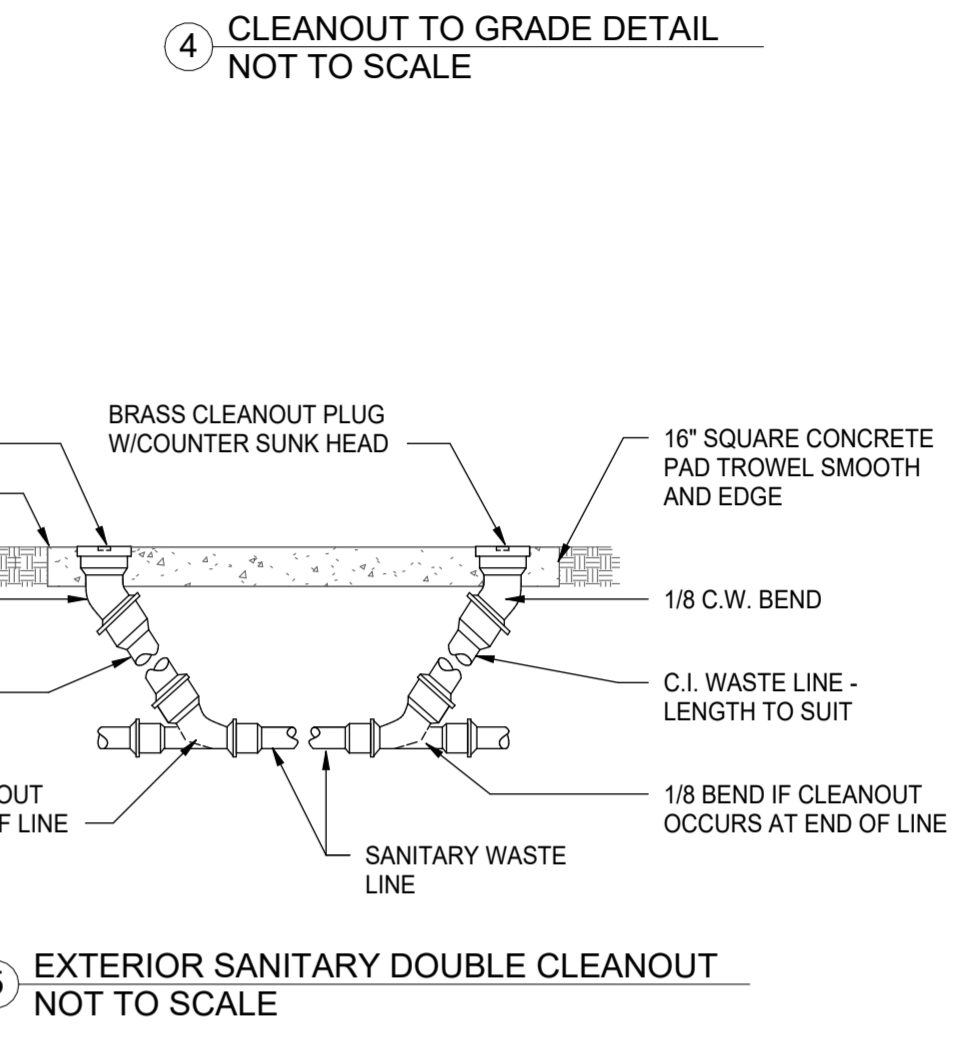 4
CLEANOUT TO GRADE DETAIL
NOT TO SCALE
BRASS CLEANOUT PLUG
W/COUNTER SUNK HEAD
16" SQUARE CONCRETE
PAD TROWEL SMOOTH
AND EDGE
1/8 C.W. BEND
C.I. WASTE LINE -
LENGTH TO SUIT
1/8 BEND IF CLEANOUT
OCCURS AT END OF LINE
LINE
SANITARY WASTE
LINE
EXTERIOR SANITARY DOUBLE CLEANOUT
NOT TO SCALE